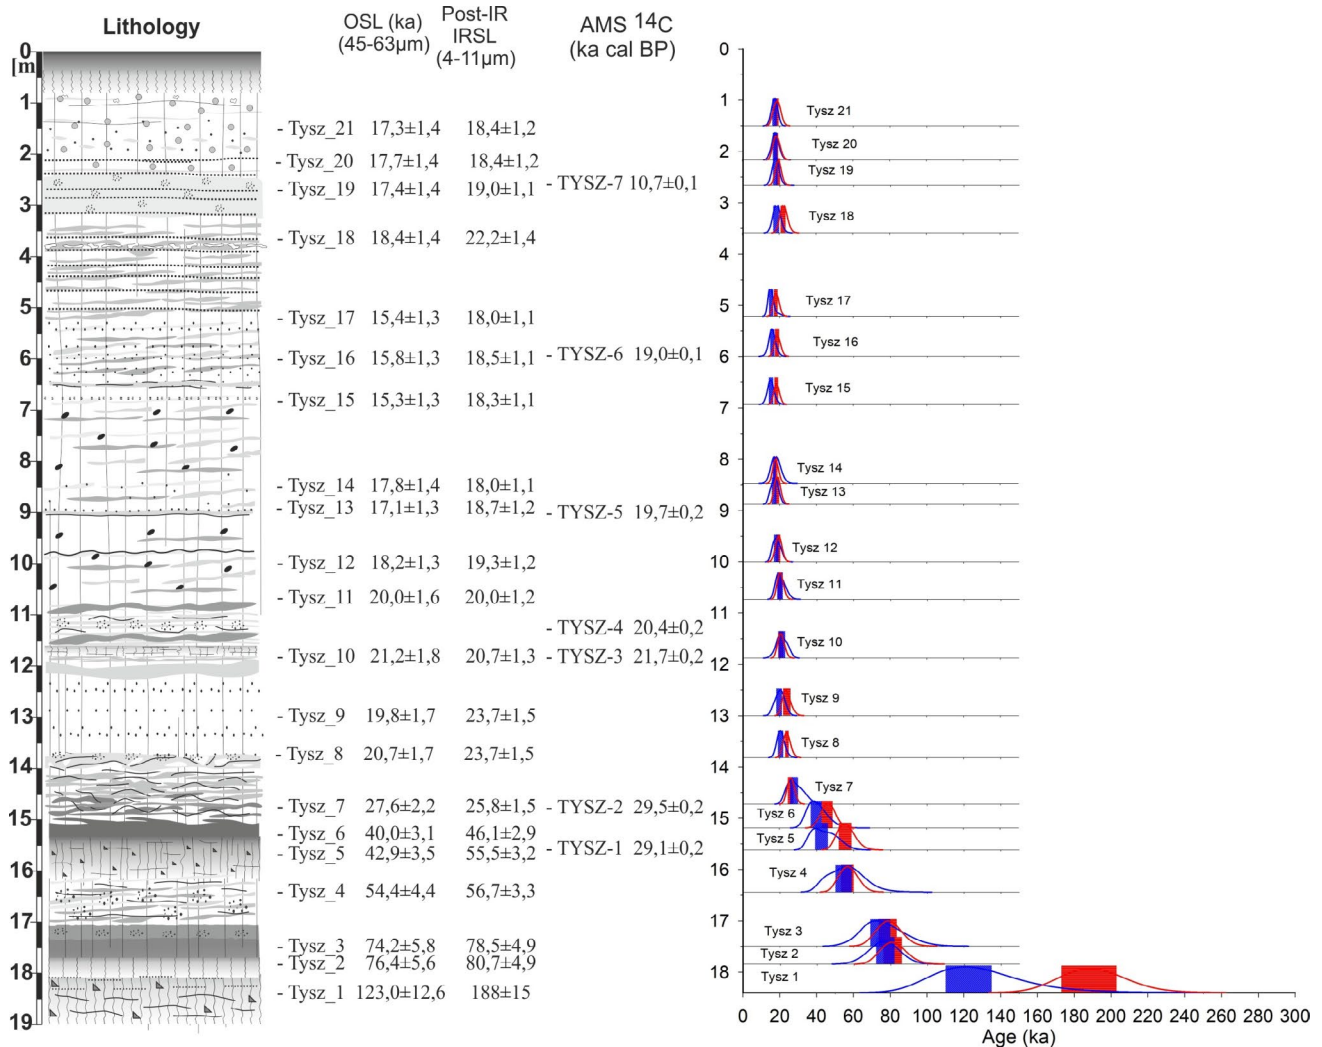 Lithology
OSL (ka)
(45-63µm)
Post-IR
IRSL
(4-11µm)
AMS 14C
(ka cal BP)
0
[m
1
2
3
4
5
6
7
8
9
10
11
12
13
14
15
16
17
18
19
- Tysz_21 17,3±1,4 18,4±1,2
- Tysz_20 17,7±1,4 18,4±1,2
- Tysz_19 17,4±1,4 19,0±1,1 - TYSZ-7 10,7±0,1
- Tysz_18 18,4±1,4 22,2±1,4
- Tysz_17 15,4±1,3 18,0±1,1
- Tysz_16 15,8±1,3 18,5±1,1 - TYSZ-6 19,0±0,1
- Tysz_15 15,3±1,3 18,3±1,1
- Tysz_14 17,8±1,4 18,0±1,1
- Tysz_13 17,1±1,3 18,7±1,2 - TYSZ-5 19,7±0,2
- Tysz_12 18,2±1,3 19,3±1,2
- Tysz_11 20,0±1,6 20,0±1,2
- TYSZ-4 20,4±0,2
- Tysz_10 21,2±1,8 20,7±1,3 - TYSZ-3 21,7±0,2
- Tysz_9 19,8±1,7 23,7±1,5
- Tysz_8 20,7±1,7 23,7±1,5
- Tysz_7 27,6±2,2 25,8±1,5 - TYSZ-2 29,5±0,2
- Tysz_6 40,0±3,1 46,1±2,9
- Tysz_5 42,9±3,5 55,5±3,2 - TYSZ-1 29,1±0,2
- Tysz_4 54,4±4,4 56,7±3,3
- Tysz_3 74,2±5,8 78,5±4,9
- Tysz_2 76,4±5,6 80,7±4,9
- Tysz_1 123,0±12,6 188±15
0
1
2
3
4
5
6
7
8
9
10
11
12
13
14
15
16
17
18
Tysz 21
Tysz 20
Tysz 19
Tysz 18
Tysz 17
Tysz 16
Tysz 15
Tysz 14
Tysz 13
Tysz 12
Tysz 11
Tysz 10
Tysz 9
Tysz 8
Tysz 7
Tysz 6
Tysz 5
Tysz 4
Tysz 3
Tysz 2
Tysz 1
0 20 40 60 80 100 120 140 160 180 200 220 240 260 280 300
Age (ka)